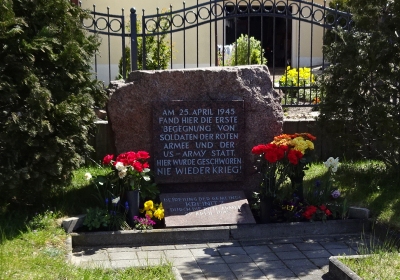 AM 25. APRIL 1945
FAND HIER DIE ERSTE
BEGEGNUNG VON
SOLDATEN DER ROTEN
ARMEE UND DER
US-ARMY STATT.
HIER WURDE GESCHWOREN
NIE WIEDER KRIEG!